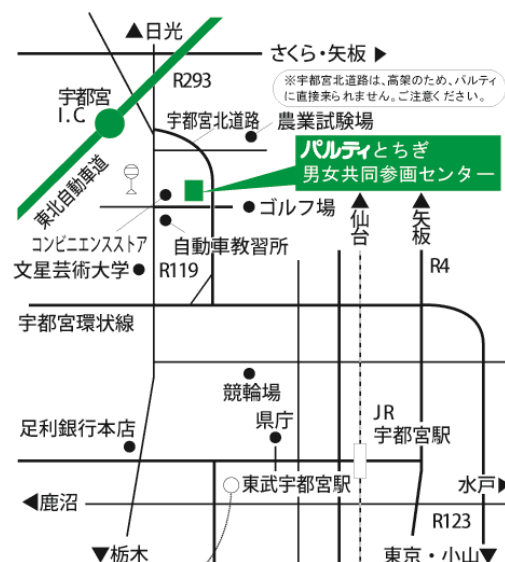 ▲日光
さくら・矢板 ▶
R293
※宇都宮北道路は、高架のため、パルティ
に直接来られません。ご注意ください。
宇都宮
I.C
宇都宮北道路
農業試験場
パルティとちぎ
男女共同参画センター
東北自動車道
ゴルフ場
▲仙台
▲矢板
コンビニエンスストア
自動車教習所
文星芸術大学
R119
R4
宇都宮環状線
競輪場
県庁
JR
宇都宮駅
足利銀行本店
東武宇都宮駅
水戸▶
◀鹿沼
R123
▼栃木
東京・小山▼